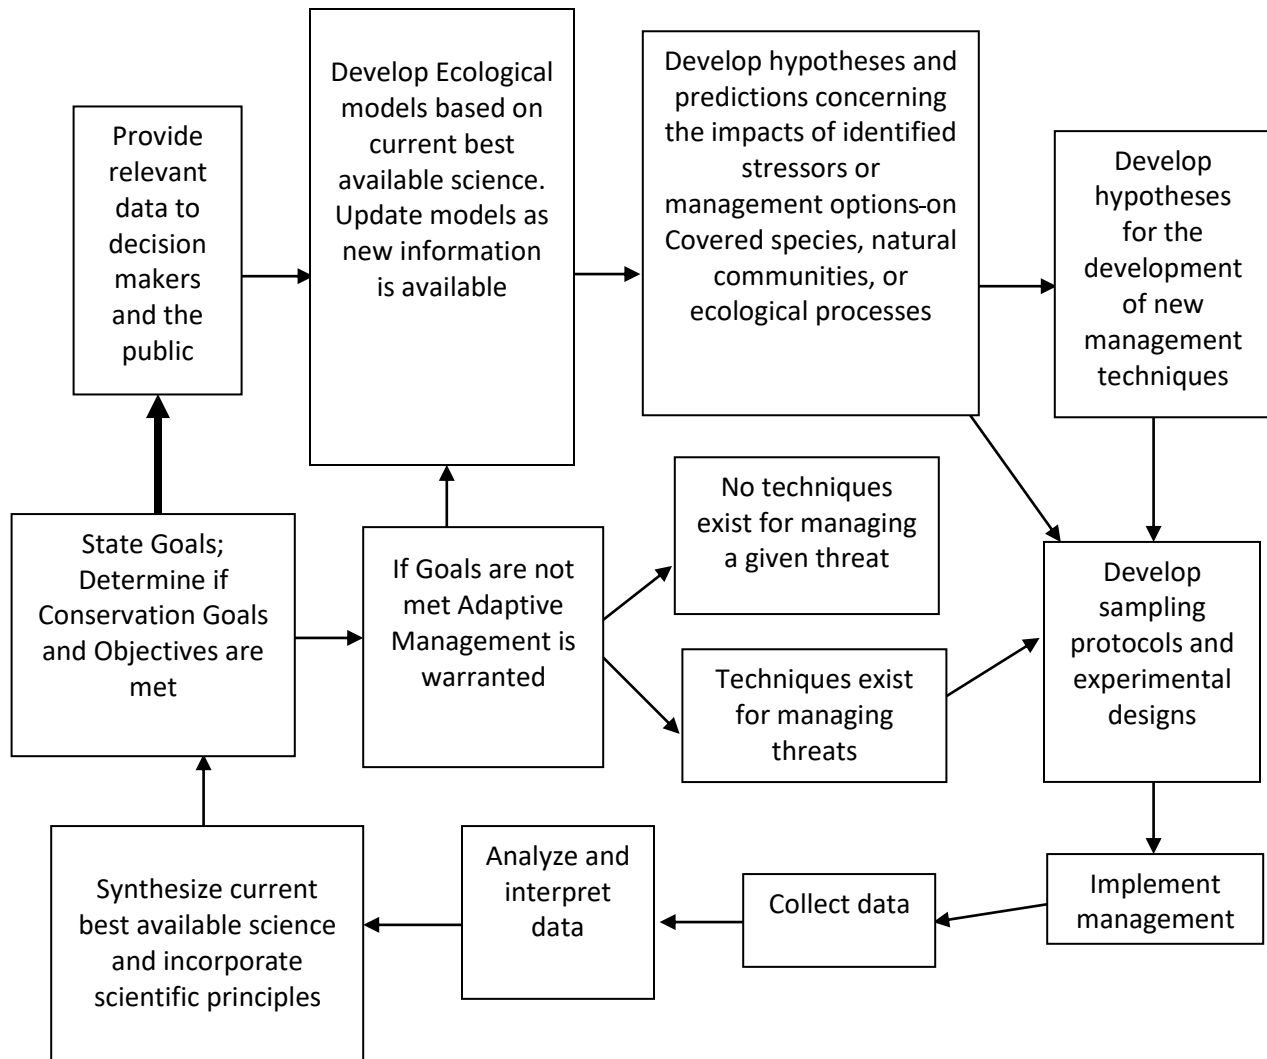 Provide
relevant
data to
decision
makers
and the
public
Develop Ecological
models based on
current best
available science.
Update models as
new information
is available
Develop hypotheses and
predictions concerning
the impacts of identified
stressors or
management options-on
Covered species, natural
communities, or
ecological processes
Develop
hypotheses
for the
development
of new
management
techniques
State Goals;
Determine if
Conservation Goals
and Objectives are
met
If Goals are not
met Adaptive
Management is
warranted
No techniques
exist for managing
a given threat
Techniques exist
for managing
threats
Develop
sampling
protocols and
experimental
designs
Synthesize current
best available science
and incorporate
scientific principles
Analyze and
interpret
data
Collect data
Implement
management